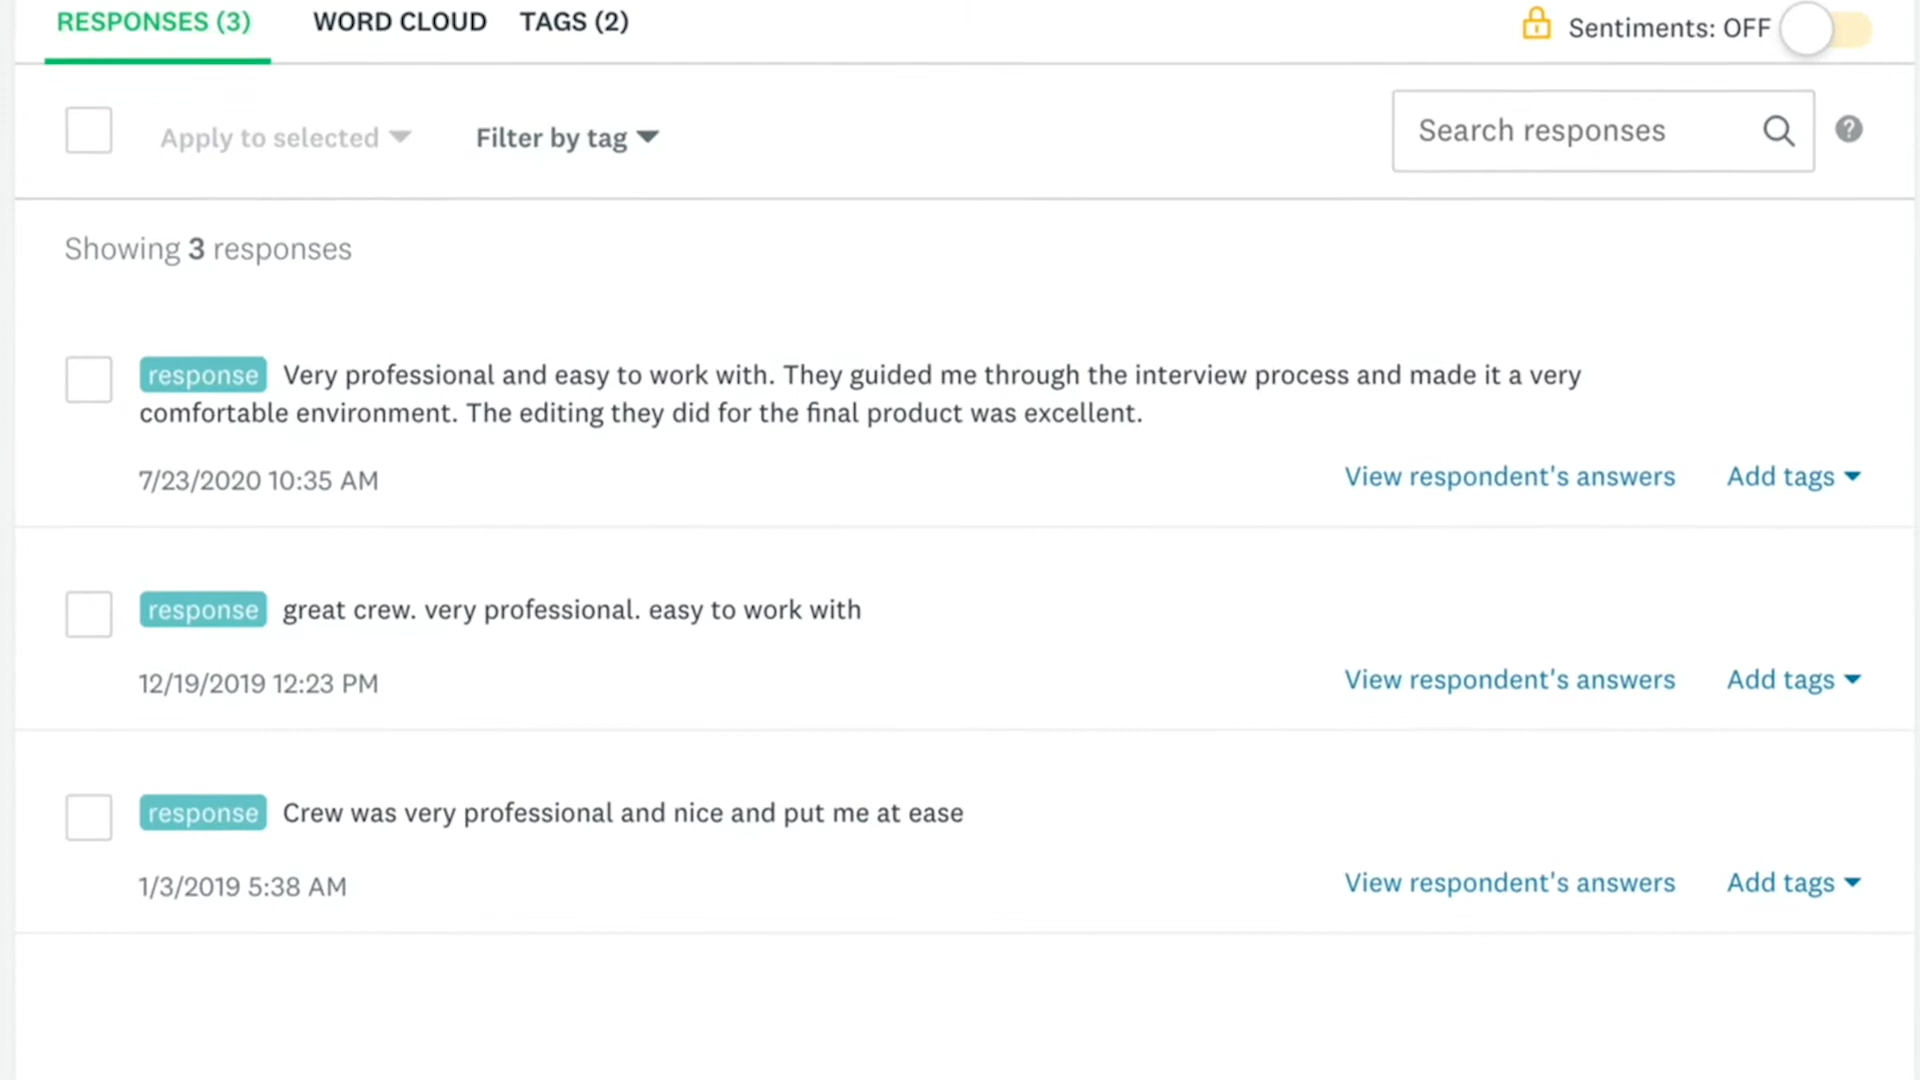 RESPONSES (3) WORD CLOUD TAGS (2) Sentiments: OFF
Apply to selected Filter by tag Search responses ?
Showing 3 responses
response Very professional and easy to work with. They guided me through the interview process and made it a very
comfortable environment. The editing they did for the final product was excellent.
7/23/2020 10:35 AM View respondent's answers Add tags
response great crew. very professional. easy to work with
12/19/2019 12:23 PM View respondent's answers Add tags
response Crew was very professional and nice and put me at ease
1/3/2019 5:38 AM View respondent's answers Add tags